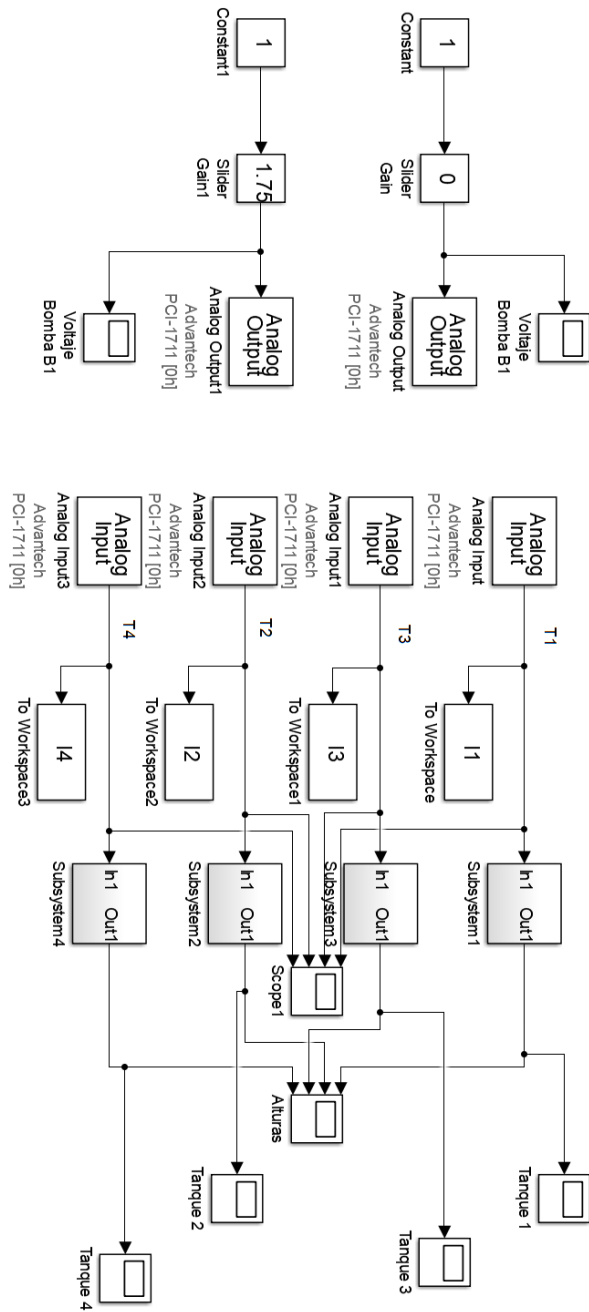 1
Constant
0
Slider
Gain
Voltaje
Bomba B1
Analog
Output
Analog Output
Advantech
PCI-1711 [0h]
1
Constant1
1.75
Slider
Gain1
Analog
Output
Analog Output1
Advantech
PCI-1711 [0h]
Voltaje
Bomba B1
Analog
Input
Analog Input
Advantech
PCI-1711 [0h]
T1
I1
To Workspace
In1 Out1
Subsystem1
Tanque 1
Analog
Input
Analog Input1
Advantech
PCI-1711 [0h]
T3
I3
To Workspace1
In1 Out1
Subsystem3
Tanque 3
Scope1
Alturas
Analog
Input
Analog Input2
Advantech
PCI-1711 [0h]
T2
I2
To Workspace2
In1 Out1
Subsystem2
Tanque 2
Analog
Input
Analog Input3
Advantech
PCI-1711 [0h]
T4
I4
To Workspace3
In1 Out1
Subsystem4
Tanque 4